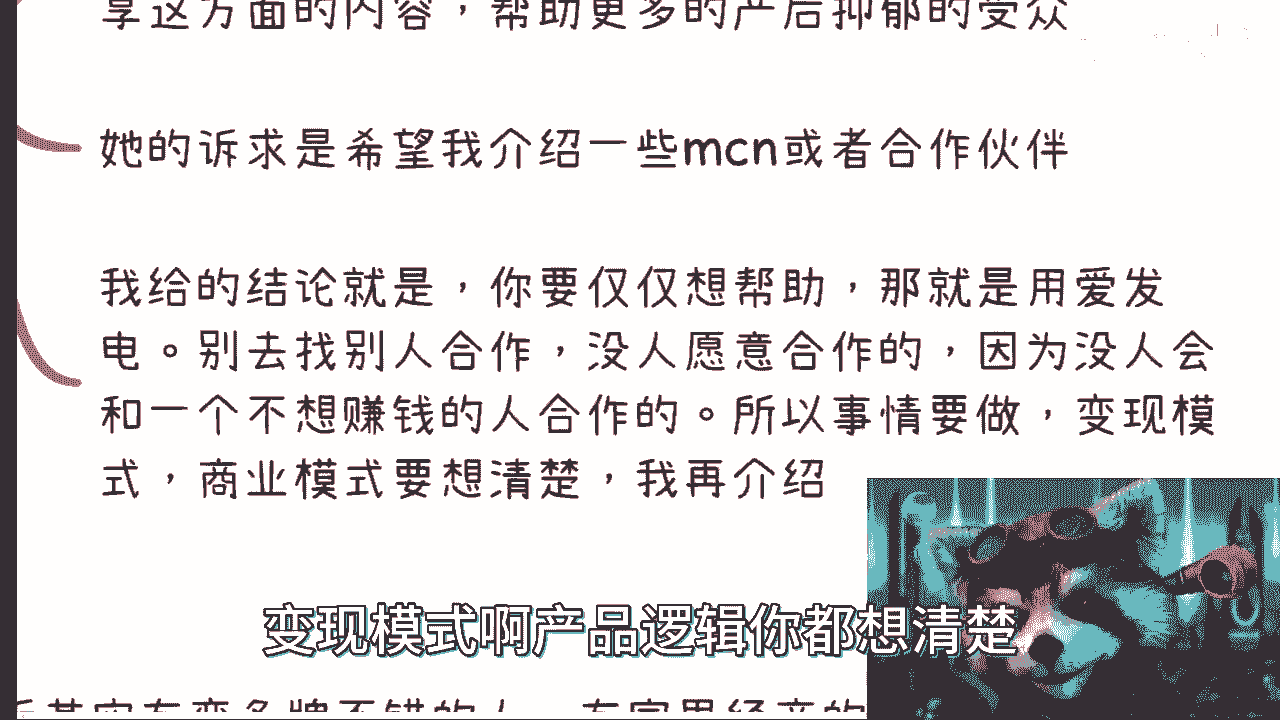 享这方面的内容，帮助更多的产后抑郁的受众
她的诉求是希望我介绍一些mcn或者合作伙伴
我给的结论就是，你要仅仅想帮助，那就是用爱发
电。别去找别人合作，没人愿意合作的，因为没人会
和一个不想赚钱的人合作的。所以事情要做，变现模
式，商业模式要想清楚，我再介绍
变现模式啊产品逻辑你都想清楚